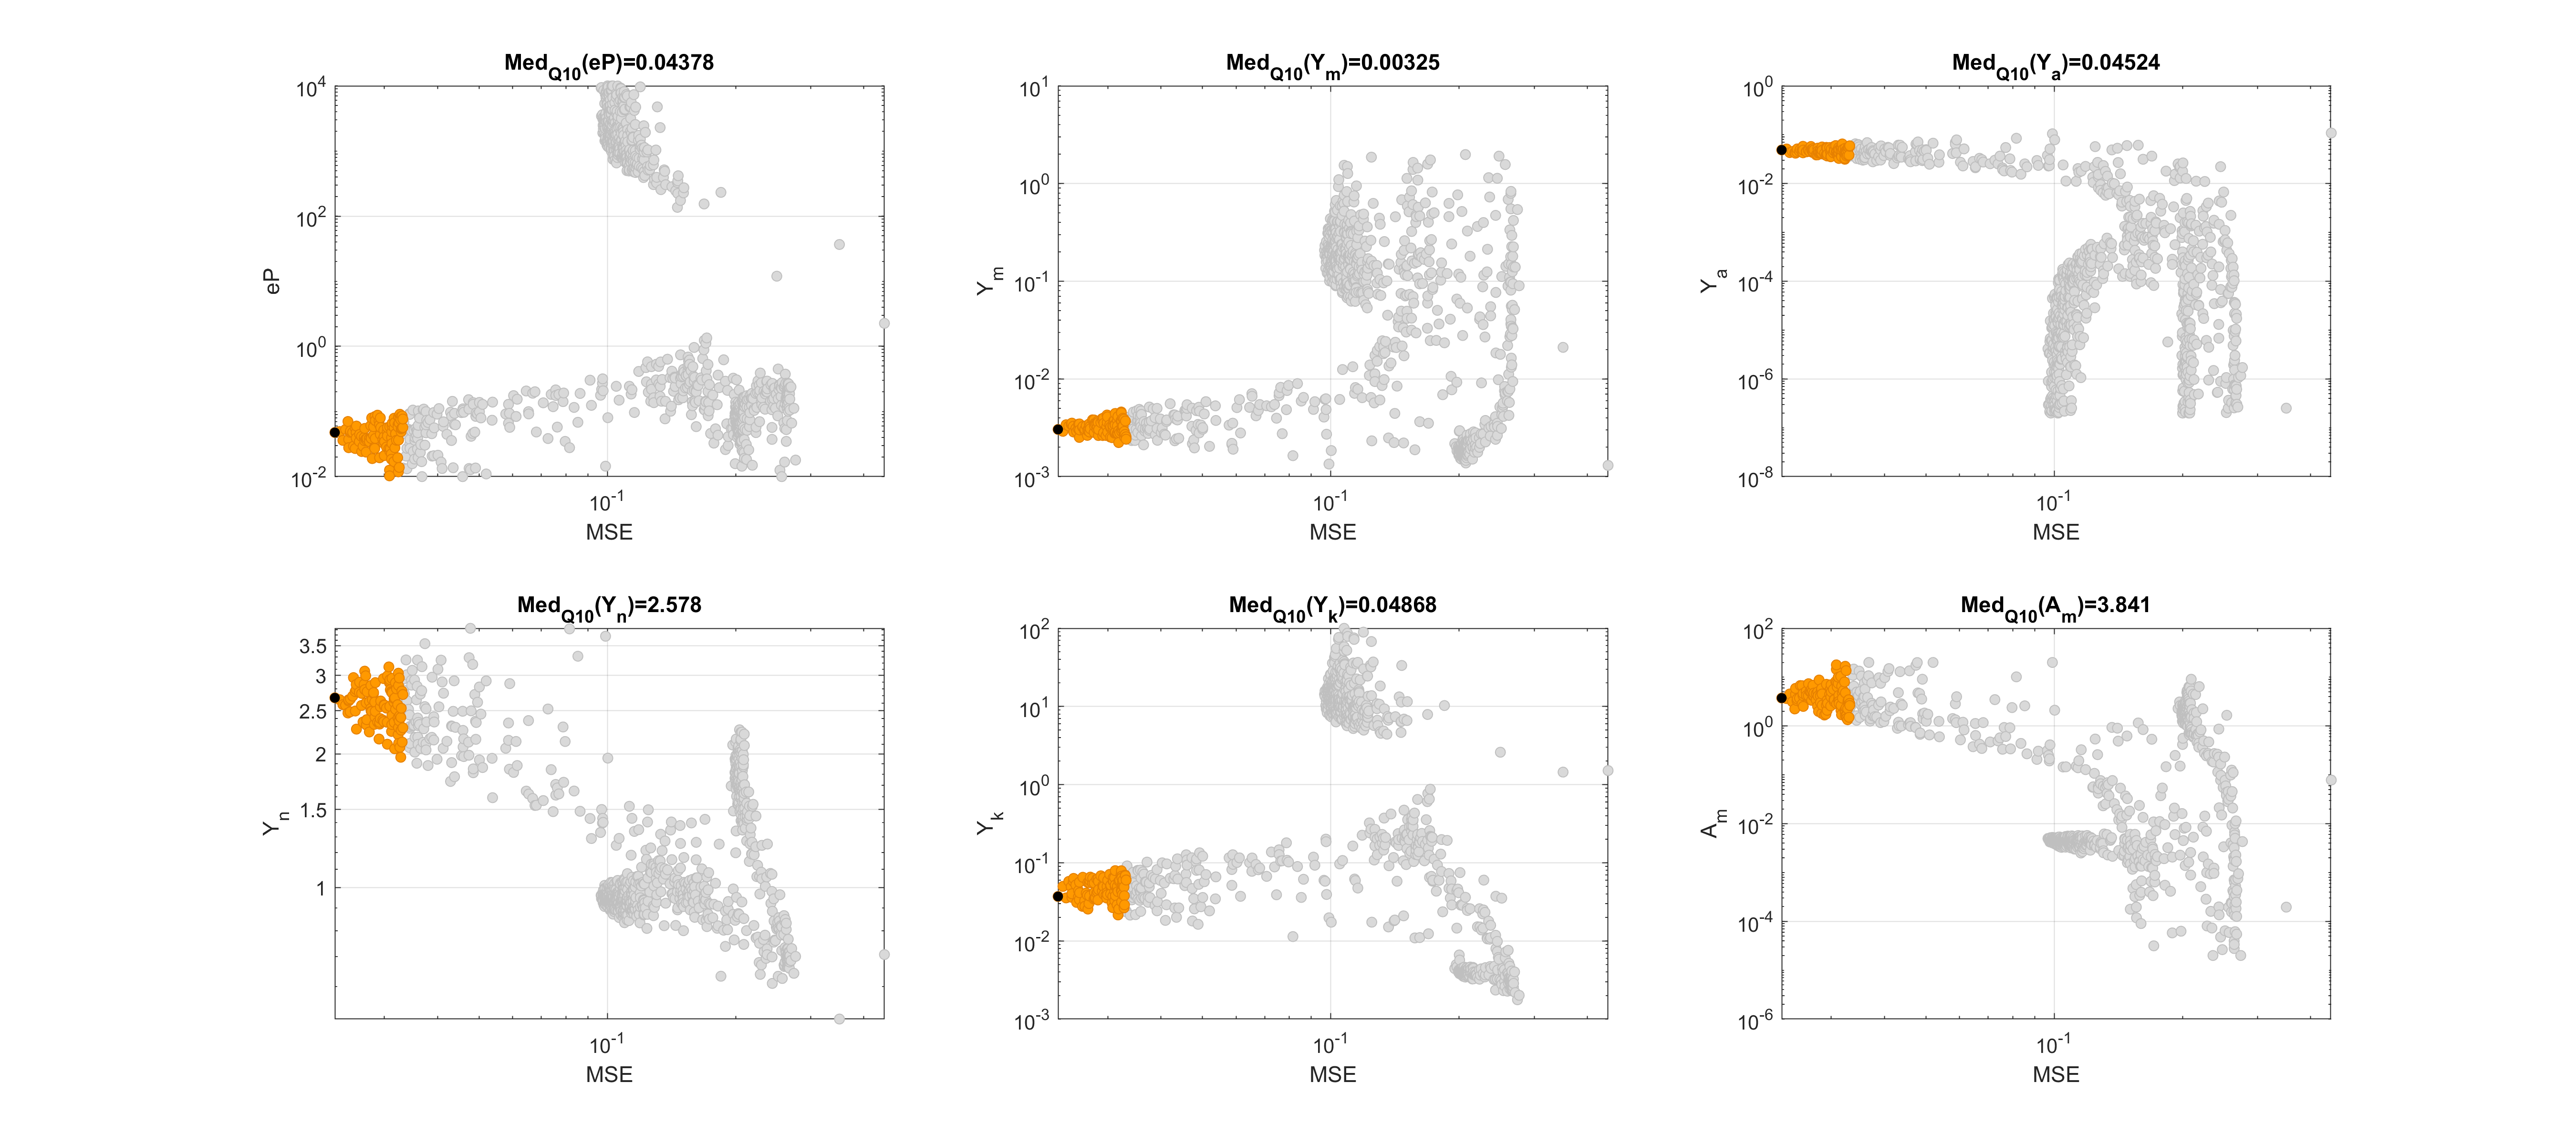 Med_Q10(eP)=0.04378
10^4
10^2
10^0
10^-2
eP
10^-1
MSE
Med_Q10(Y_m)=0.00325
10^1
10^0
10^-1
10^-2
10^-3
Y_m
10^-1
MSE
Med_Q10(Y_a)=0.04524
10^0
10^-2
10^-4
10^-6
10^-8
Y_a
10^-1
MSE
Med_Q10(Y_n)=2.578
3.5
3
2.5
2
1.5
1
Y_n
10^-1
MSE
Med_Q10(Y_k)=0.04868
10^2
10^1
10^0
10^-1
10^-2
10^-3
Y_k
10^-1
MSE
Med_Q10(A_m)=3.841
10^2
10^0
10^-2
10^-4
10^-6
A_m
10^-1
MSE